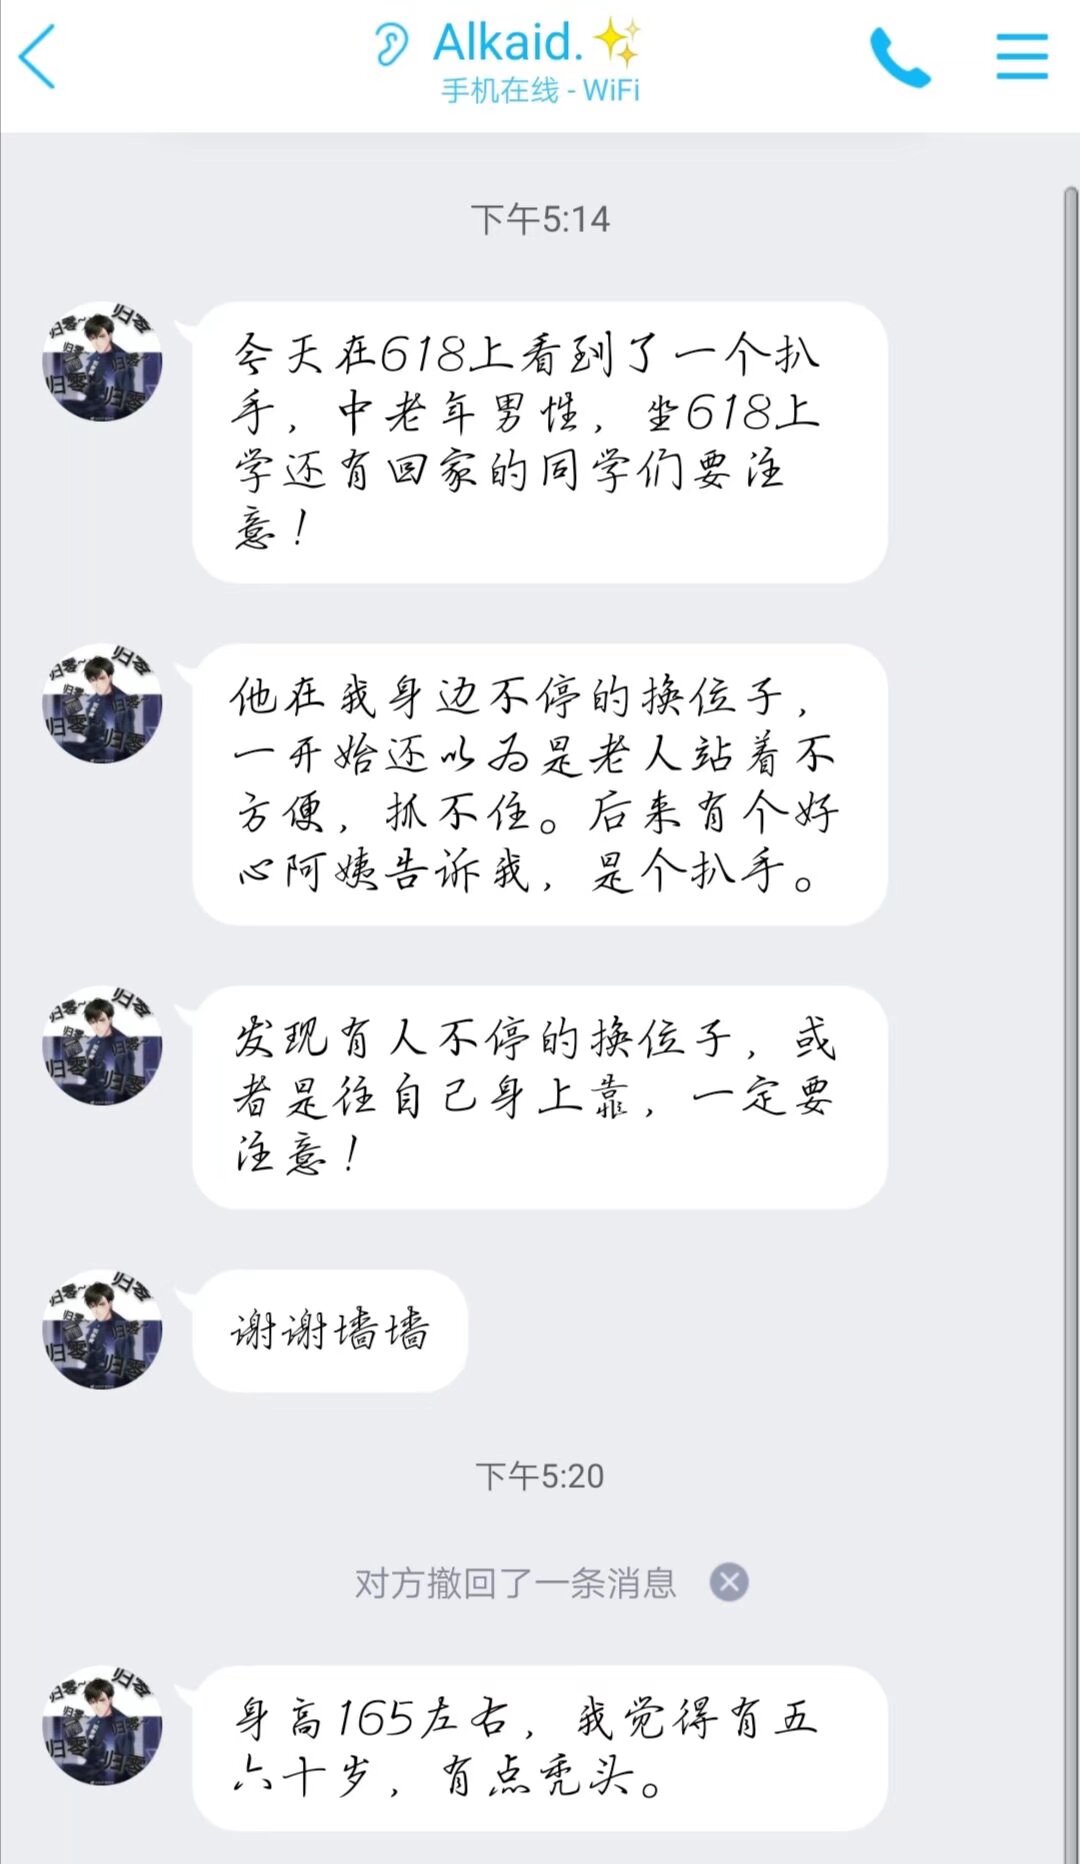 Alkaid.✨
手机在线 - WiFi
下午5:14
今天在618上看到了一个扒
手，中老年男性，坐618上
学还有回家的同学们要注
意！
他在我身边不停的换位子，
一开始还以为是老人站着不
方便，抓不住。后来有个好
心阿姨告诉我，是个扒手。
发现有人不停的换位子，或
者是往自己身上靠，一定要
注意！
谢谢墙墙
下午5:20
对方撤回了一条消息
身高165左右，我觉得有五
六十岁，有点秃头。